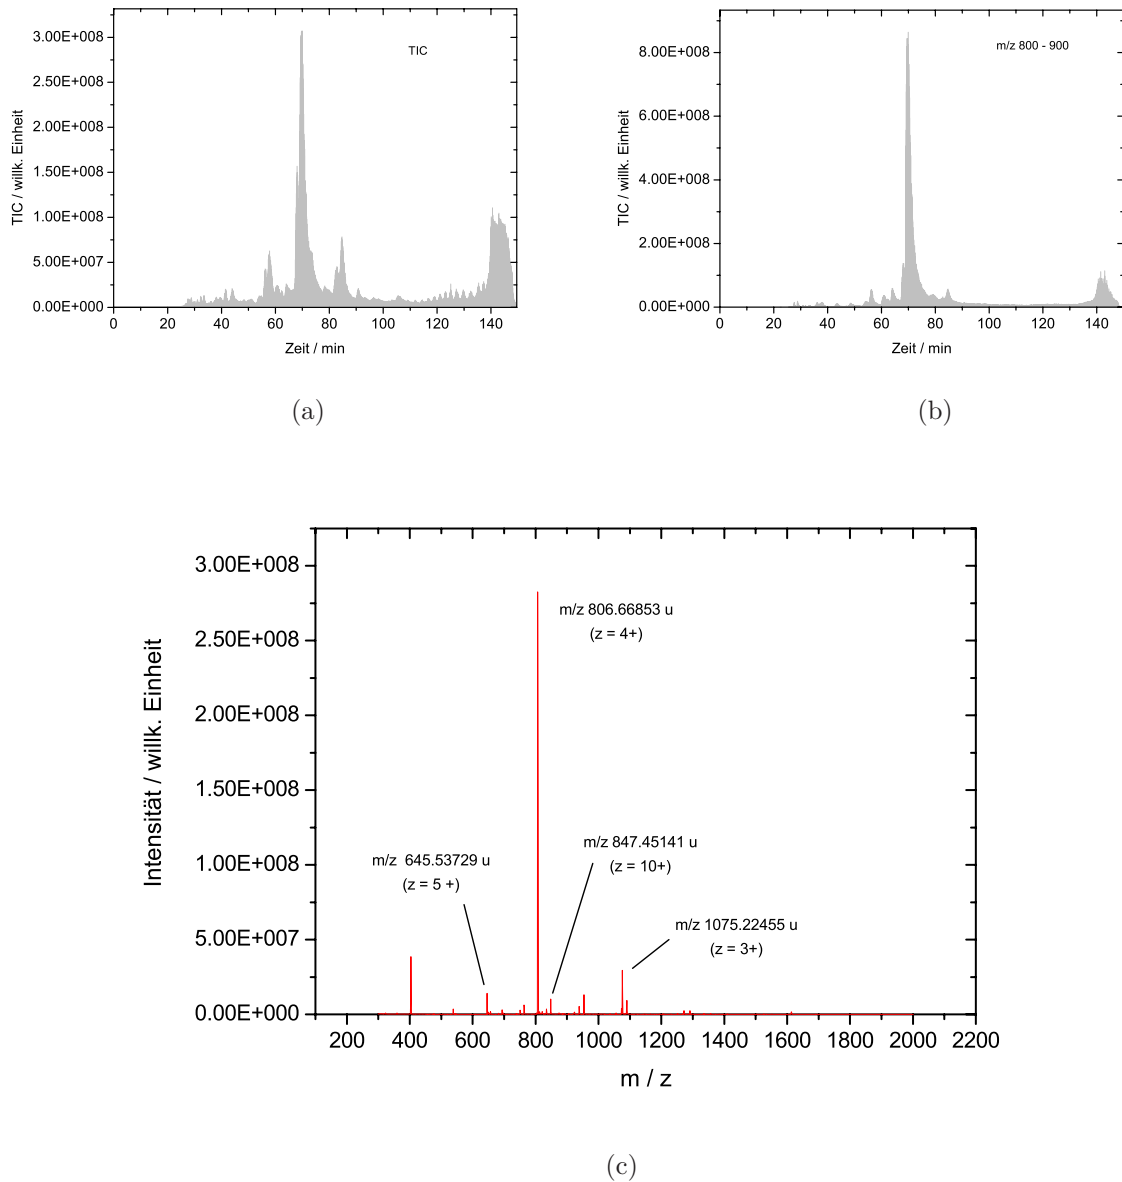 3.00E+008
2.50E+008
2.00E+008
1.50E+008
1.00E+008
5.00E+007
0.00E+000
TIC / willk. Einheit
TIC
0 20 40 60 80 100 120 140
Zeit / min
(a)
8.00E+008
6.00E+008
4.00E+008
2.00E+008
0.00E+000
TIC / willk. Einheit
m/z 800 - 900
0 20 40 60 80 100 120 140
Zeit / min
(b)
3.00E+008
2.50E+008
2.00E+008
1.50E+008
1.00E+008
5.00E+007
0.00E+000
Intensität / willk. Einheit
m/z 806.66853 u
(z = 4+)
m/z 847.45141 u
(z = 10+)
m/z 645.53729 u
(z = 5 +)
m/z 1075.22455 u
(z = 3+)
200 400 600 800 1000 1200 1400 1600 1800 2000 2200
m / z
(c)